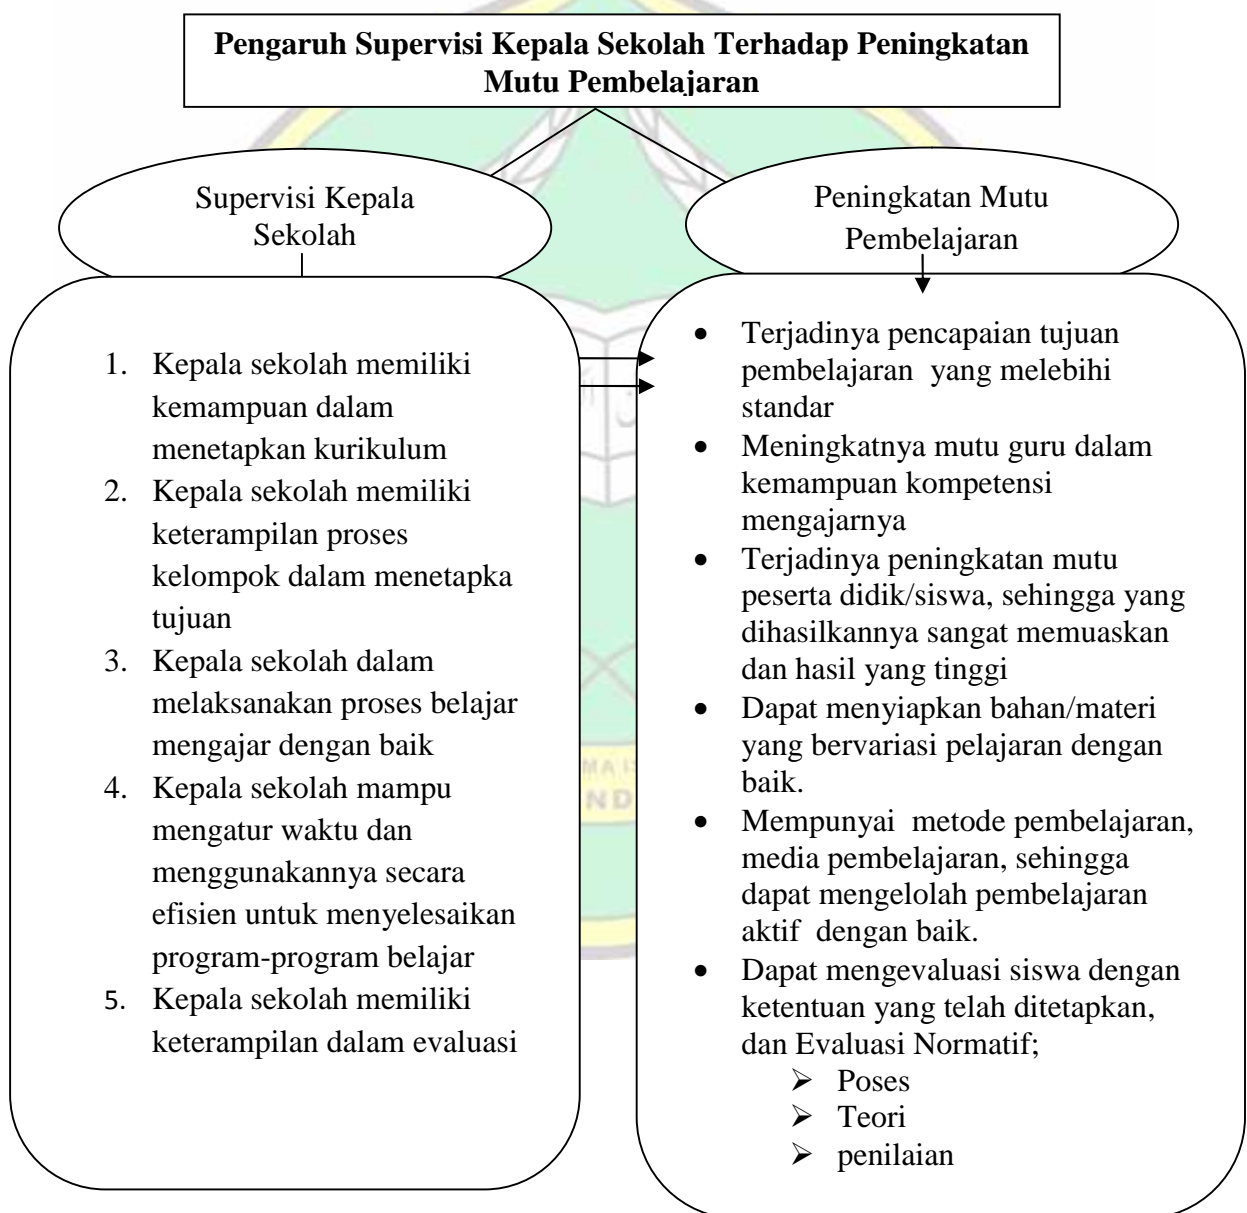 Pengaruh Supervisi Kepala Sekolah Terhadap Peningkatan
Mutu Pembelajaran
Supervisi Kepala
Sekolah
Peningkatan Mutu
Pembelajaran
1. Kepala sekolah memiliki
kemampuan dalam
menetapkan kurikulum
2. Kepala sekolah memiliki
keterampilan proses
kelompok dalam menetapka
tujuan
3. Kepala sekolah dalam
melaksanakan proses belajar
mengajar dengan baik
4. Kepala sekolah mampu
mengatur waktu dan
menggunakannya secara
efisien untuk menyelesaikan
program-program belajar
5. Kepala sekolah memiliki
keterampilan dalam evaluasi
• Terjadinya pencapaian tujuan
pembelajaran yang melebihi
standar
• Meningkatnya mutu guru dalam
kemampuan kompetensi
mengajarnya
• Terjadinya peningkatan mutu
peserta didik/siswa, sehingga yang
dihasilkannya sangat memuaskan
dan hasil yang tinggi
• Dapat menyiapkan bahan/materi
yang bervariasi pelajaran dengan
baik.
• Mempunyai metode pembelajaran,
media pembelajaran, sehingga
dapat mengelolah pembelajaran
aktif dengan baik.
• Dapat mengevaluasi siswa dengan
ketentuan yang telah ditetapkan,
dan Evaluasi Normatif;
➢ Poses
➢ Teori
➢ penilaian